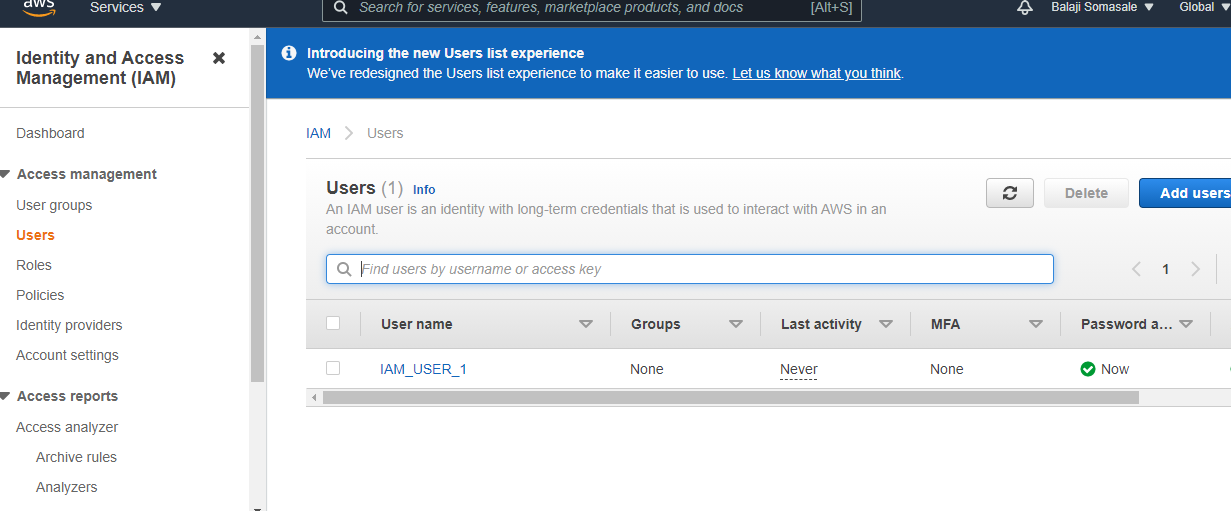 aws
Services
Search for services, features, marketplace products, and docs
[Alt+S]
Balaji Somasale
Global
Identity and Access
Management (IAM)
Dashboard
Access management
User groups
Users
Roles
Policies
Identity providers
Account settings
Access reports
Access analyzer
Archive rules
Analyzers
Introducing the new Users list experience
We've redesigned the Users list experience to make it easier to use. Let us know what you think.
IAM > Users
Users (1) Info
An IAM user is an identity with long-term credentials that is used to interact with AWS in an
account.
Delete
Add users
Find users by username or access key
1
User name Groups Last activity MFA Password a...
IAM_USER_1 None Never None Now